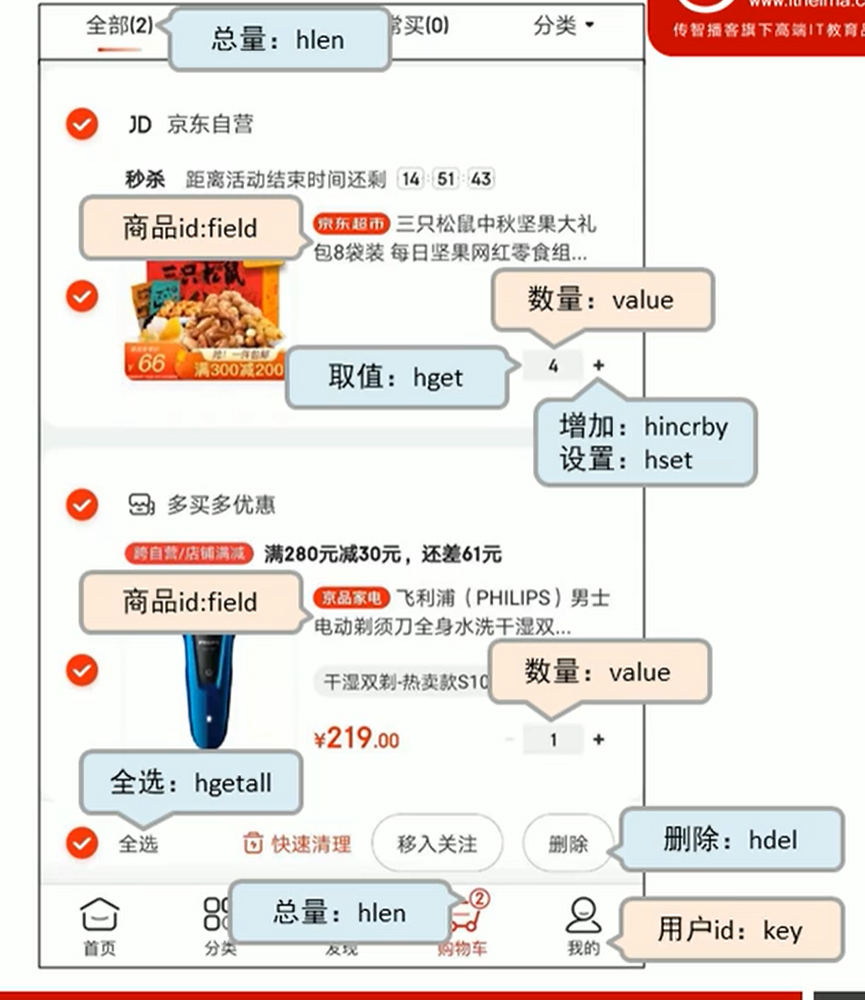 www.itheima.com
传智播客旗下高端IT教育品
全部(2)
总量：hlen
常买(0)
分类
JD 京东自营
秒杀 距离活动结束时间还剩 14:51:43
商品id:field
京东超市 三只松鼠中秋坚果大礼
包8袋装 每日坚果网红零食组...
数量：value
三只松鼠
¥66
满300减200
取值：hget
4 +
增加：hincrby
设置：hset
多买多优惠
跨自营/店铺满减 满280元减30元，还差61元
商品id:field
京品家电 飞利浦（PHILIPS）男士
电动剃须刀全身水洗干湿双...
干湿双剃-热卖款S10
数量：value
¥219.00
- 1 +
全选：hgetall
全选
快速清理
移入关注
删除
删除：hdel
总量：hlen
2
用户id：key
首页
分类
发现
购物车
我的